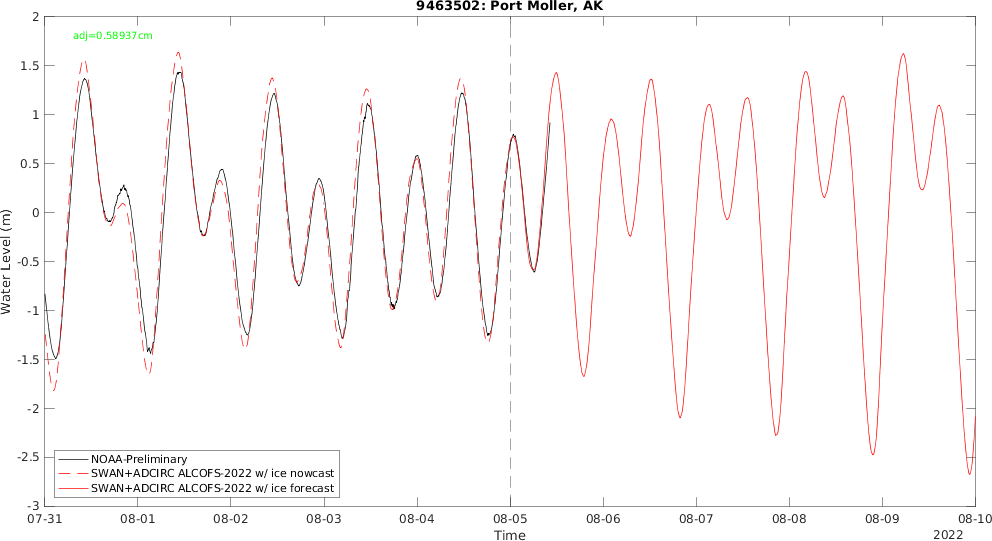 9463502: Port Moller, AK
adj=0.58937cm
Water Level (m)
2
1.5
1
0.5
0
-0.5
-1
-1.5
-2
-2.5
-3
NOAA-Preliminary
SWAN+ADCIRC ALCOFS-2022 w/ ice nowcast
SWAN+ADCIRC ALCOFS-2022 w/ ice forecast
07-31 08-01 08-02 08-03 08-04 08-05 08-06 08-07 08-08 08-09 08-10
Time
2022